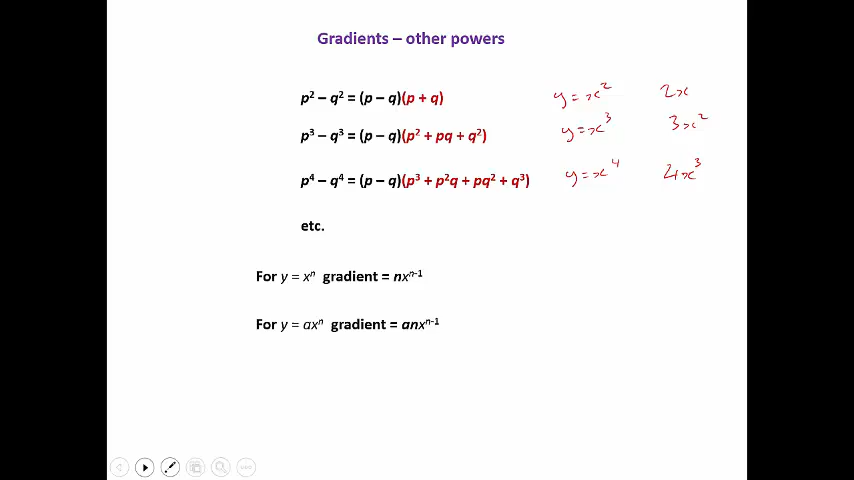 Gradients – other powers
p² – q² = (p – q)(p + q) y = x² 2x
p³ – q³ = (p – q)(p² + pq + q²) y = x³ 3x²
p⁴ – q⁴ = (p – q)(p³ + p²q + pq² + q³) y = x⁴ 4x³
etc.
For y = xⁿ gradient = nxⁿ⁻¹
For y = axⁿ gradient = anxⁿ⁻¹